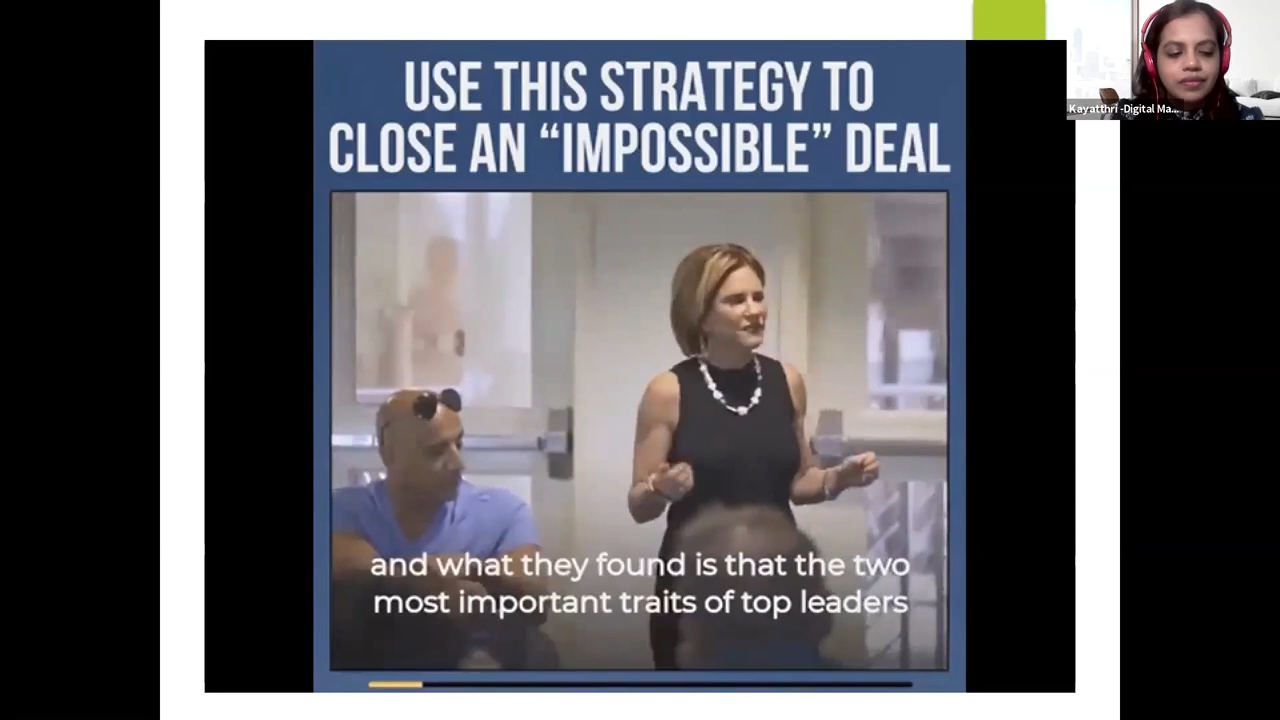 USE THIS STRATEGY TO
CLOSE AN “IMPOSSIBLE” DEAL
Kayatthri -Digital Ma...
and what they found is that the two
most important traits of top leaders